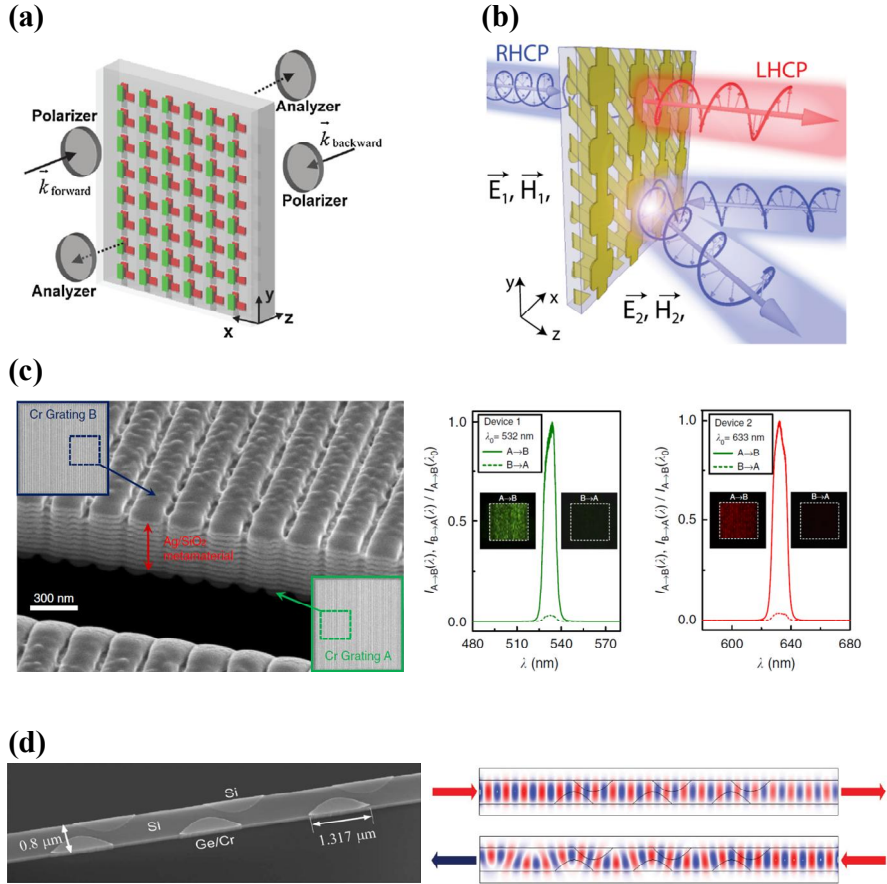 (a)
Analyzer
Polarizer
k forward
k backward
Polarizer
Analyzer
y
x
z
(b)
RHCP
LHCP
E1, H1,
E2, H2,
y
x
z
(c)
Cr Grating B
Ag/SiO2
metamaterial
300 nm
Cr Grating A
IA→B(λ), IB→A(λ) / IA→B(λ0)
1.0
0.5
0.0
Device 1
λ0= 532 nm
A→B
B→A
A→B
B→A
480 510 540 570
λ (nm)
IA→B(λ), IB→A(λ) / IA→B(λ0)
1.0
0.5
0.0
Device 2
λ0= 633 nm
A→B
B→A
A→B
B→A
600 640 680
λ (nm)
(d)
Si
Si
0.8 μm
Ge/Cr
1.317 μm